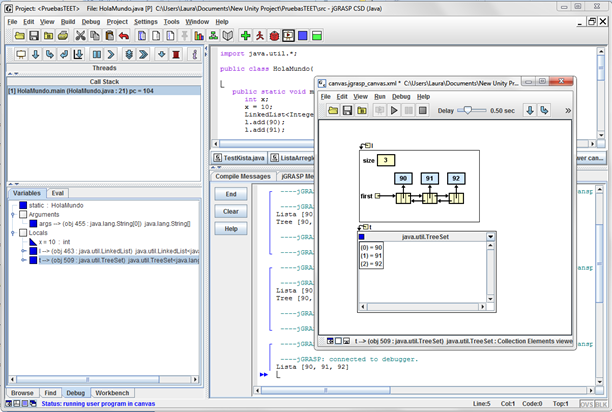 Project: <PruebasTEET> HolaMundo.java [P] C:\Users\Laura\Documents\New Unity Project\PruebasTEET\src - jGRASP CSD (Java)
File Edit View Build Project Debug Settings Tools Window Help
Threads
Call Stack
[1] HolaMundo.main (HolaMundo.java : 21) pc = 104
Variables Eval
static : HolaMundo
Arguments
args --> (obj 455 : java.lang.String[0]) java.lang.String[]
Locals
x = 10 : int
l --> (obj 453 : java.util.LinkedList) java.util.LinkedList<java
t --> (obj 509 : java.util.TreeSet) java.util.TreeSet<java.lang
Browse Find Debug Workbench
Status: running user program in canvas
import java.util.*;
public class HolaMundo{
public static void m
int x;
x = 10;
LinkedList<Intege
l.add(90);
l.add(91);
TestKista.java ListaArregl
Compile Messages jGRASP Me
End
Clear
Help
----jGR
Lista [90
Tree [90,
----jGR
----jGR
----jGR
Lista [90
Tree [90,
----jGR
----jGR
----jGRASP: connected to debugger.
Lista [90, 91, 92]
Line:5 Col:1 Code:0 Top:1 OVS BLK
canvas.jgrasp_canvas.xml * C:\Users\Laura\Documents\New Unity Pr...
File Edit View Run Debug Help
Delay 0.50 sec
l
size 3
90 91 92
first
t
java.util.TreeSet
(0) = 90
(1) = 91
(2) = 92
t --> (obj 509 : java.util.TreeSet) java.util.TreeSet : Collection Elements viewer